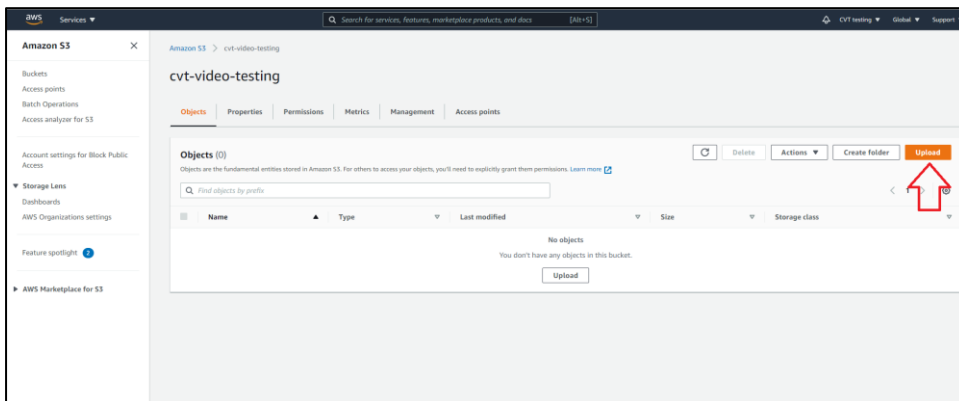 aws Services ▼ Search for services, features, marketplace products, and docs [Alt+S] CVT testing ▼ Global ▼ Support
Amazon S3
Buckets
Access points
Batch Operations
Access analyzer for S3
Account settings for Block Public
Access
Storage Lens
Dashboards
AWS Organizations settings
Feature spotlight 2
AWS Marketplace for S3
Amazon S3 > cvt-video-testing
cvt-video-testing
Objects Properties Permissions Metrics Management Access points
Objects (0)
Delete Actions ▼ Create folder Upload
Objects are the fundamental entities stored in Amazon S3. For others to access your objects, you'll need to explicitly grant them permissions. Learn more
Find objects by prefix
< 1 >
Name Type Last modified Size Storage class
No objects
You don't have any objects in this bucket.
Upload